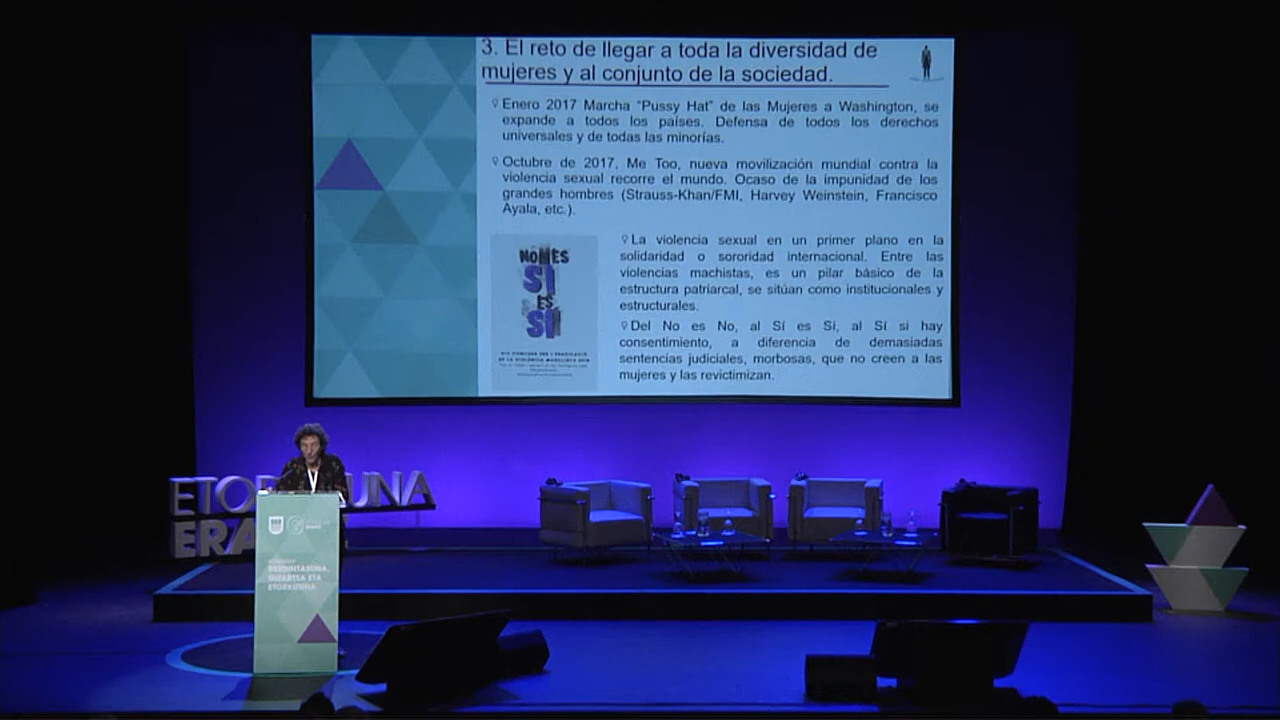 3. El reto de llegar a toda la diversidad de
mujeres y al conjunto de la sociedad.
Enero 2017 Marcha "Pussy Hat" de las Mujeres a Washington, se
expande a todos los países. Defensa de todos los derechos
universales y de todas las minorías.
Octubre de 2017, Me Too, nueva movilización mundial contra la
violencia sexual recorre el mundo. Ocaso de la impunidad de los
grandes hombres (Strauss-Khan/FMI, Harvey Weinstein, Francisco
Ayala, etc.).
La violencia sexual en un primer plano en la
solidaridad o sororidad internacional. Entre las
violencias machistas, es un pilar básico de la
estructura patriarcal, se sitúan como institucionales y
estructurales.
Del No es No, al Sí es Sí, al Sí si hay
consentimiento, a diferencia de demasiadas
sentencias judiciales, morbosas, que no creen a las
mujeres y las revictimizan.
NOMÉS
SÍ
ES
SÍ
ETOR UNA
ERA
BERDINTASUNA,
GIZARTEA ETA
ETORKIZUNA